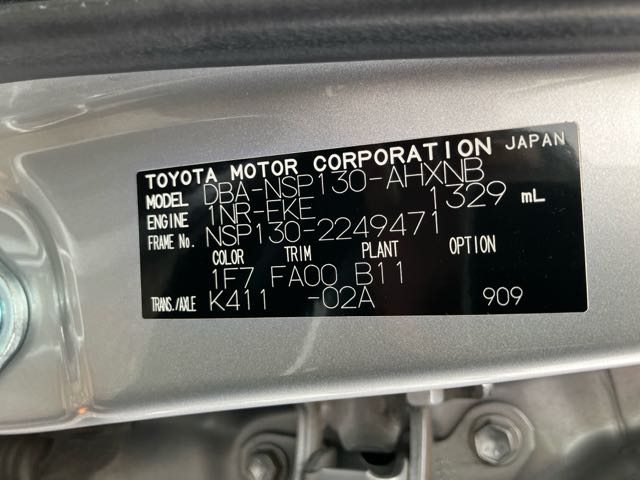 TOYOTA MOTOR CORPORATION JAPAN
MODEL DBA-NSP130-AHXNB
ENGINE 1NR-FKE 1329 mL
FRAME No. NSP130-2249471
COLOR TRIM PLANT OPTION
1F7 FA00 B11
TRANS./AXLE K411 -02A 909